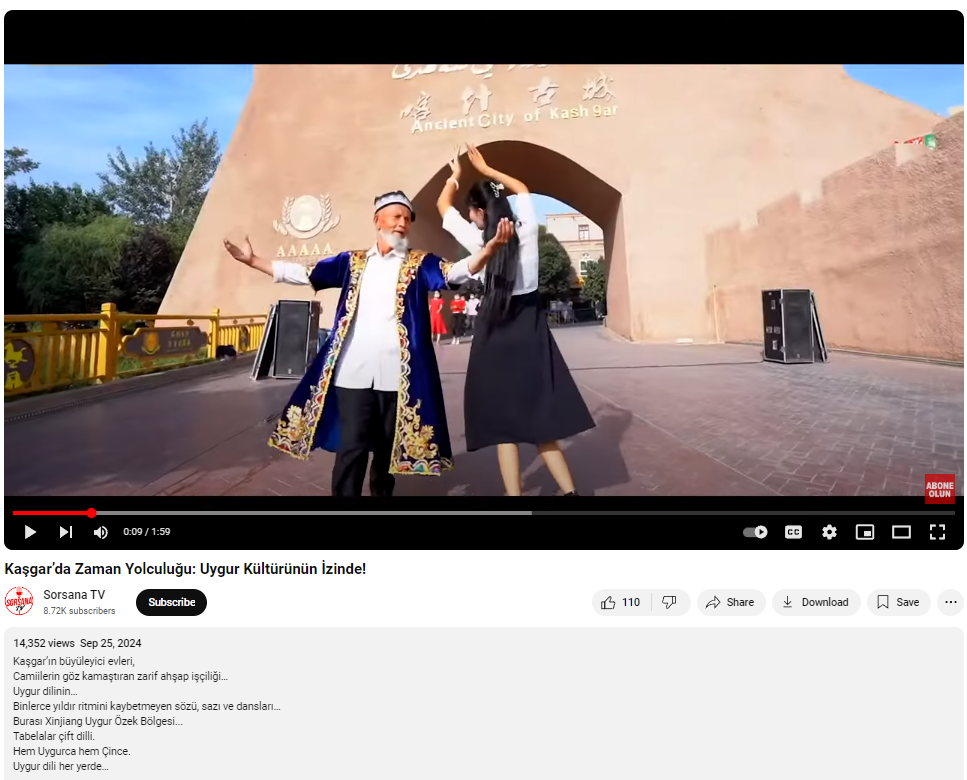 喀什古城
Ancient City of Kashgar
AAAAA
ABONE
OLUN
0:09 / 1:59
CC
Kaşgar’da Zaman Yolculuğu: Uygur Kültürünün İzinde!
SORSANA
TV
Sorsana TV
8.72K subscribers
Subscribe
110
Share
Download
Save
14,352 views Sep 25, 2024
Kaşgar’ın büyüleyici evleri,
Camiilerin göz kamaştıran zarif ahşap işçiliği…
Uygur dilinin…
Binlerce yıldır ritmini kaybetmeyen sözü, sazı ve dansları…
Burası Xinjiang Uygur Özek Bölgesi…
Tabelalar çift dilli.
Hem Uygurca hem Çince.
Uygur dili her yerde…